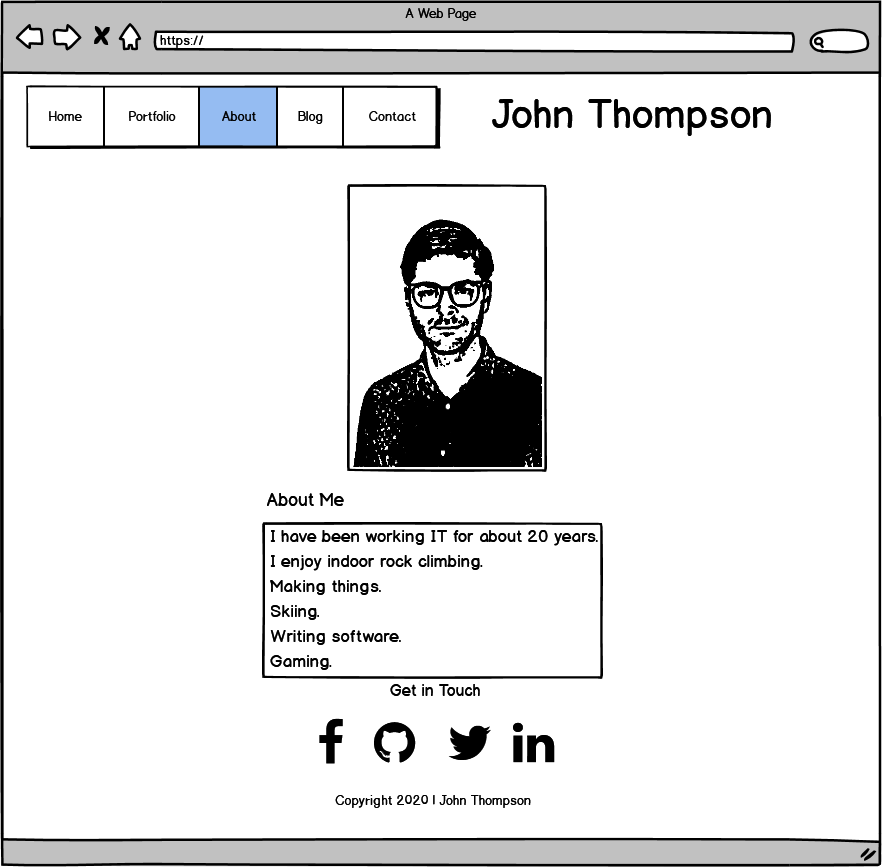 A Web Page
https://
Home Portfolio About Blog Contact
John Thompson
About Me
I have been working IT for about 20 years.
I enjoy indoor rock climbing.
Making things.
Skiing.
Writing software.
Gaming.
Get in Touch
Copyright 2020 | John Thompson